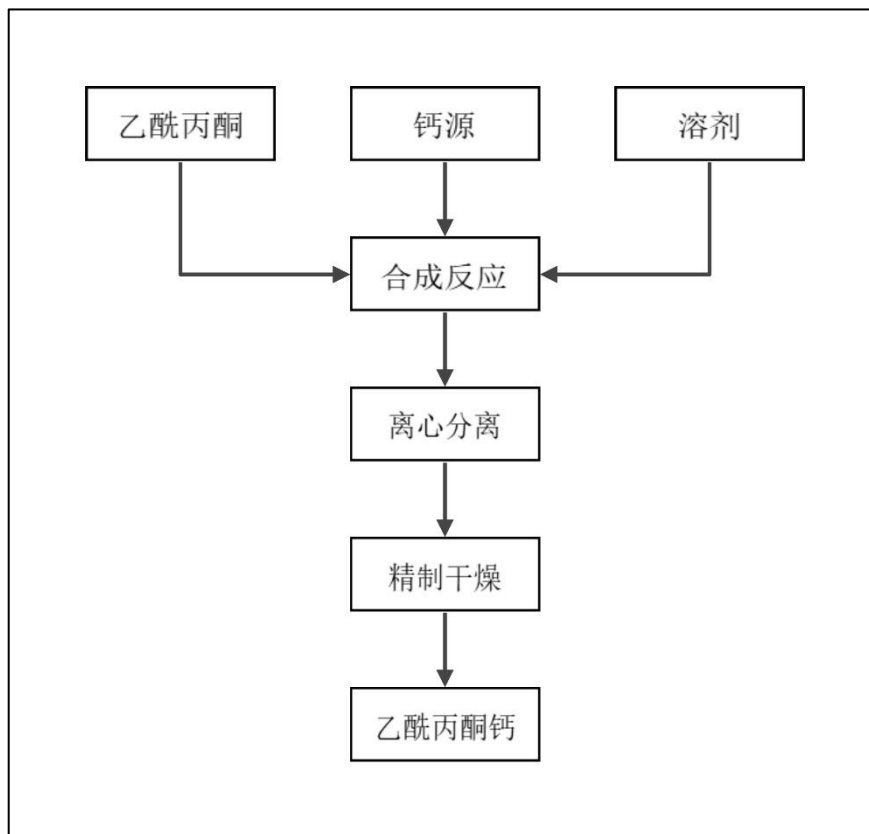 乙酰丙酮
钙源
溶剂
合成反应
离心分离
精制干燥
乙酰丙酮钙